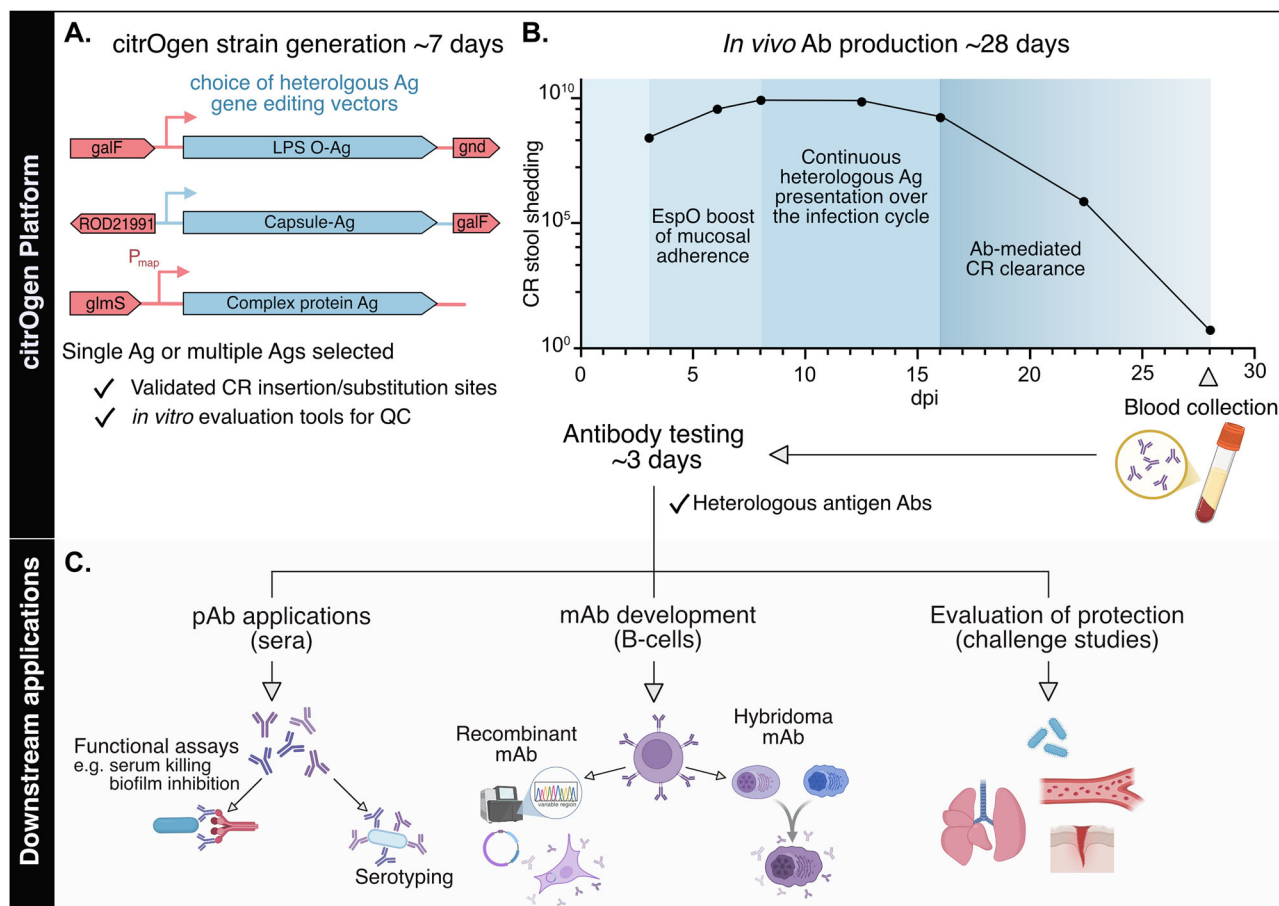 citrOgen Platform
Downstream applications
A.
citrOgen strain generation ~7 days
choice of heterolgous Ag
gene editing vectors
galF
LPS O-Ag
gnd
ROD21991
Capsule-Ag
galF
Pmap
glmS
Complex protein Ag
Single Ag or multiple Ags selected
✓ Validated CR insertion/substitution sites
✓ in vitro evaluation tools for QC
B.
In vivo Ab production ~28 days
CR stool shedding
10^10
10^5
10^0
EspO boost
of mucosal
adherence
Continuous
heterologous Ag
presentation over
the infection cycle
Ab-mediated
CR clearance
0 5 10 15 20 25 30
dpi
Blood collection
Antibody testing
~3 days
✓ Heterologous antigen Abs
C.
pAb applications
(sera)
Functional assays
e.g. serum killing
biofilm inhibition
Serotyping
mAb development
(B-cells)
Recombinant
mAb
variable region
Hybridoma
mAb
Evaluation of protection
(challenge studies)